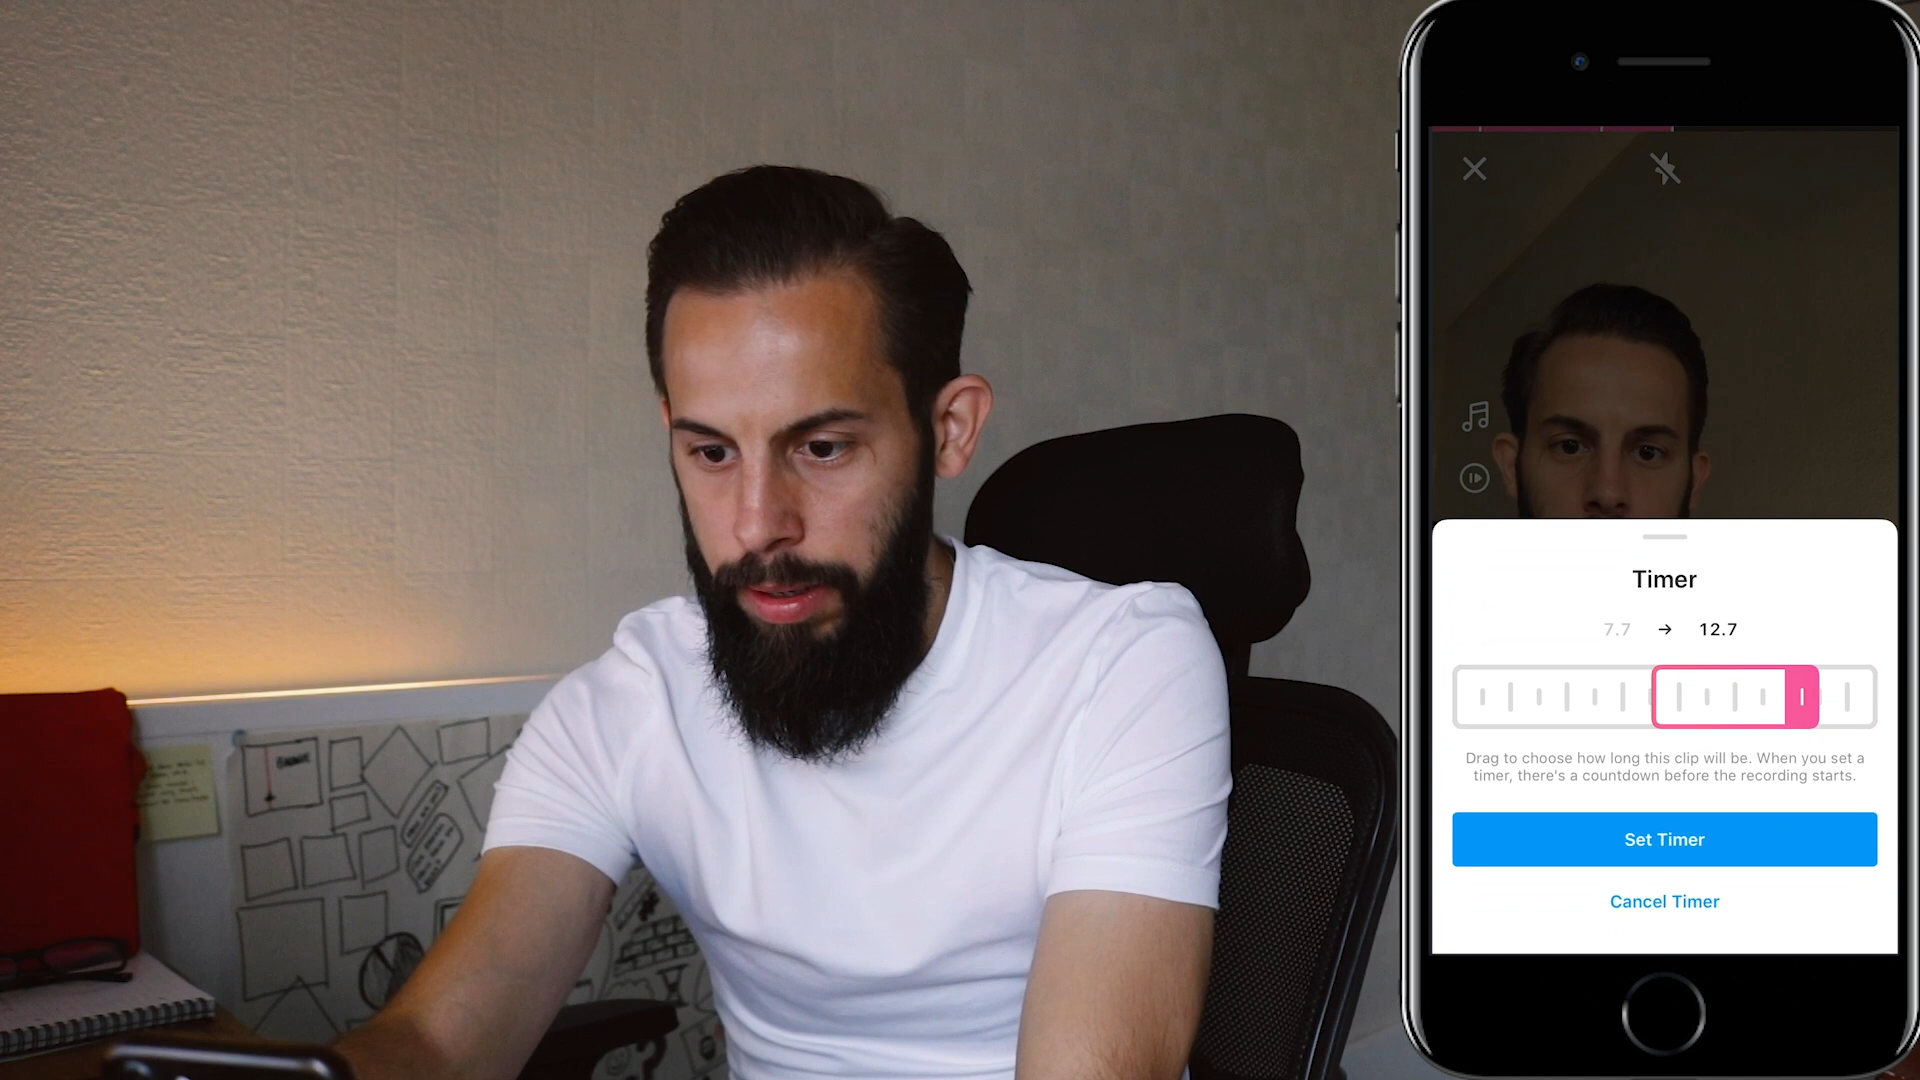 Timer
7.7 → 12.7
Drag to choose how long this clip will be. When you set a
timer, there's a countdown before the recording starts.
Set Timer
Cancel Timer